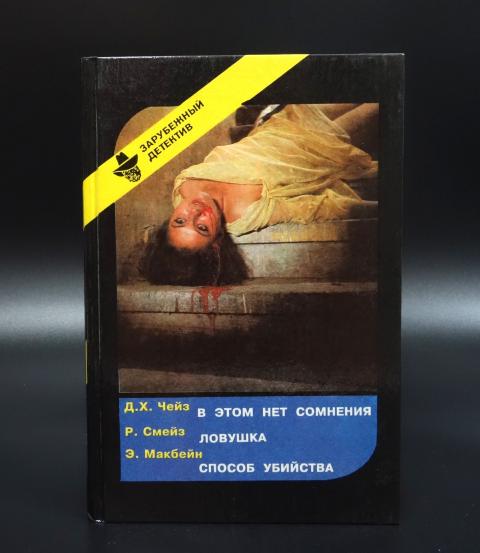 ЗАРУБЕЖНЫЙ
ДЕТЕКТИВ
Д.Х. Чейз
В ЭТОМ НЕТ СОМНЕНИЯ
Р. Смейз
ЛОВУШКА
Э. Макбейн
СПОСОБ УБИЙСТВА